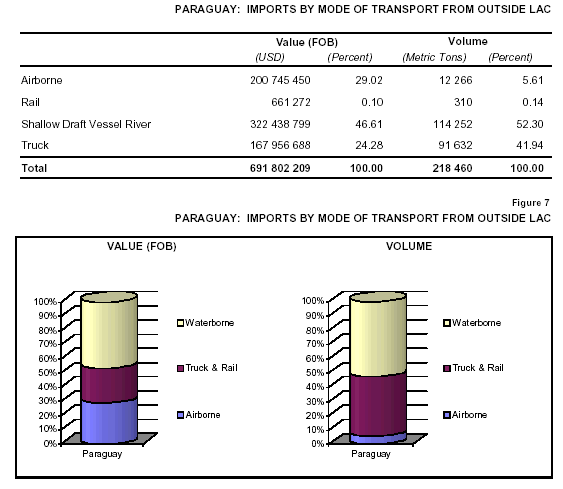 PARAGUAY: IMPORTS BY MODE OF TRANSPORT FROM OUTSIDE LAC
Value (FOB) Volume
(USD) (Percent) (Metric Tons) (Percent)
Airborne 200 745 450 29.02 12 266 5.61
Rail 661 272 0.10 310 0.14
Shallow Draft Vessel River 322 438 799 46.61 114 252 52.30
Truck 167 956 688 24.28 91 632 41.94
Total 691 802 209 100.00 218 460 100.00
Figure 7
PARAGUAY: IMPORTS BY MODE OF TRANSPORT FROM OUTSIDE LAC
VALUE (FOB)
100%
90%
80%
70%
60%
50%
40%
30%
20%
10%
0%
Paraguay
Waterborne
Truck & Rail
Airborne
VOLUME
100%
90%
80%
70%
60%
50%
40%
30%
20%
10%
0%
Paraguay
Waterborne
Truck & Rail
Airborne